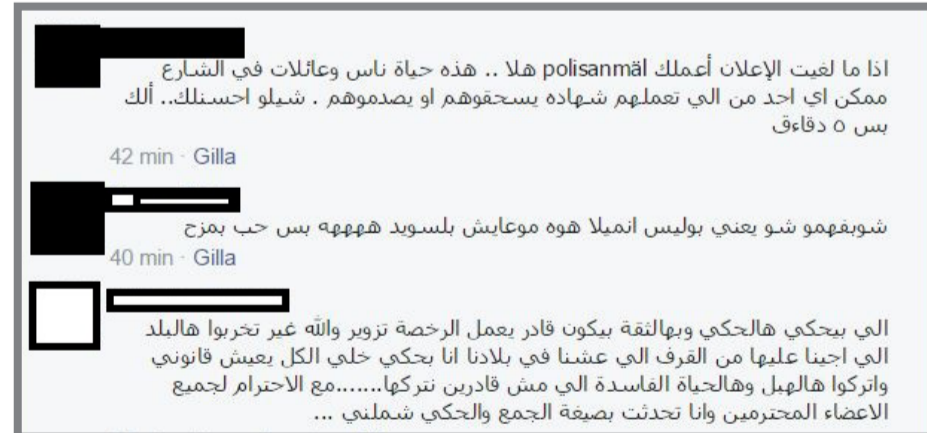 اذا ما لغيت الإعلان أعملك polisanmäl هلا .. هذه حياة ناس وعائلات في الشارع
ممكن اي احد من الي تعملهم شهاده يسحقوهم او يصدموهم . شيلو احسنلك.. ألك
بس ٥ دقاءق
42 min · Gilla
شوبفهمو شو يعني بوليس انميلا هوه موعايش بلسويد هههه بس حب بمزح
40 min · Gilla
الي بيحكي هالحكي وبهالثقة بيكون قادر يعمل الرخصة تزوير والله غير تخربوا هالبلد
الي اجينا عليها من القرف الي عشنا في بلادنا انا بحكي خلي الكل يعيش قانوني
واتركوا هالهبل وهالحياة الفاسدة الي مش قادرين نتركها.......مع الاحترام لجميع
الاعضاء المحترمين وانا تحدثت بصيغة الجمع والحكي شملني ...